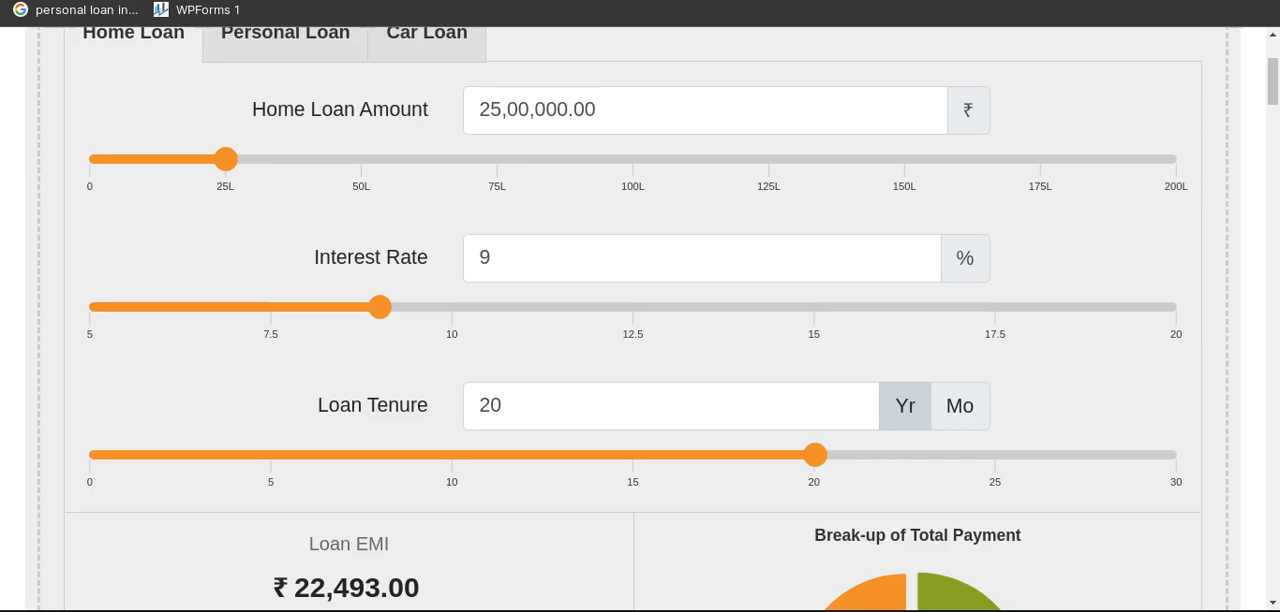 personal loan in... WPForms 1
Home Loan Personal Loan Car Loan
Home Loan Amount 25,00,000.00 ₹
0 25L 50L 75L 100L 125L 150L 175L 200L
Interest Rate 9 %
5 7.5 10 12.5 15 17.5 20
Loan Tenure 20 Yr Mo
0 5 10 15 20 25 30
Loan EMI
₹ 22,493.00
Break-up of Total Payment